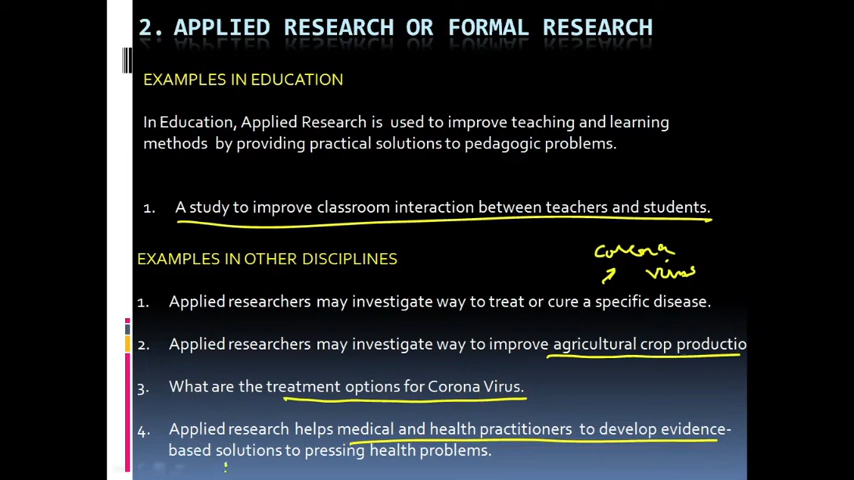 2. APPLIED RESEARCH OR FORMAL RESEARCH
EXAMPLES IN EDUCATION
In Education, Applied Research is used to improve teaching and learning
methods by providing practical solutions to pedagogic problems.
1. A study to improve classroom interaction between teachers and students.
corona
virus
EXAMPLES IN OTHER DISCIPLINES
1. Applied researchers may investigate way to treat or cure a specific disease.
2. Applied researchers may investigate way to improve agricultural crop productio
3. What are the treatment options for Corona Virus.
4. Applied research helps medical and health practitioners to develop evidence-
based solutions to pressing health problems.